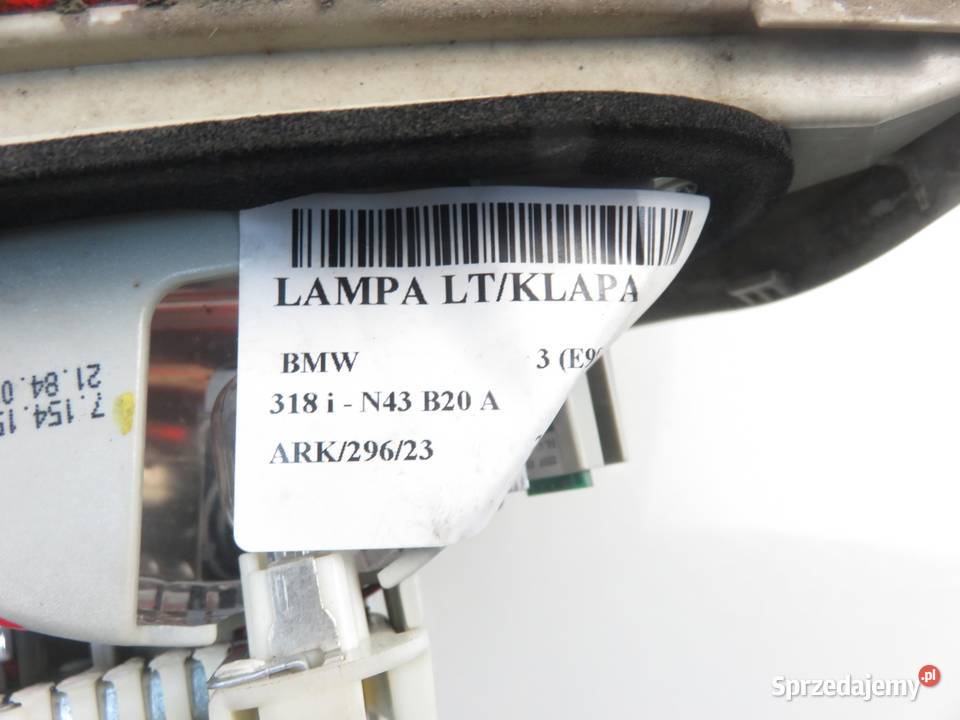 LAMPA LT/KLAPA
BMW 3 (E9
318 i - N43 B20 A
ARK/296/23
7.154.15
21.84.0
Sprzedajemy.pl